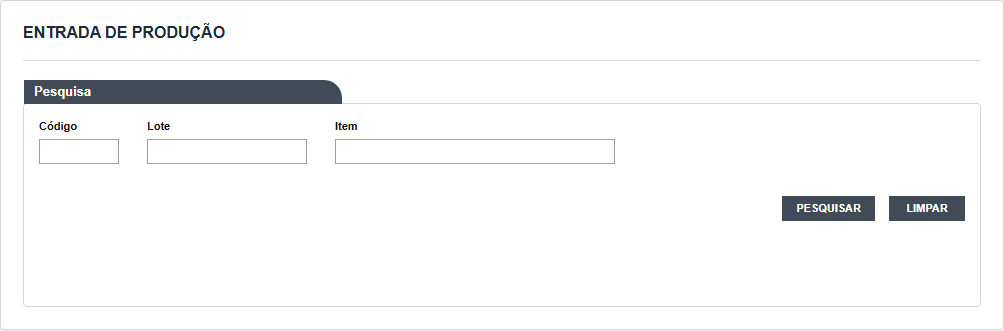 ENTRADA DE PRODUÇÃO
Pesquisa
Código Lote Item
PESQUISAR LIMPAR